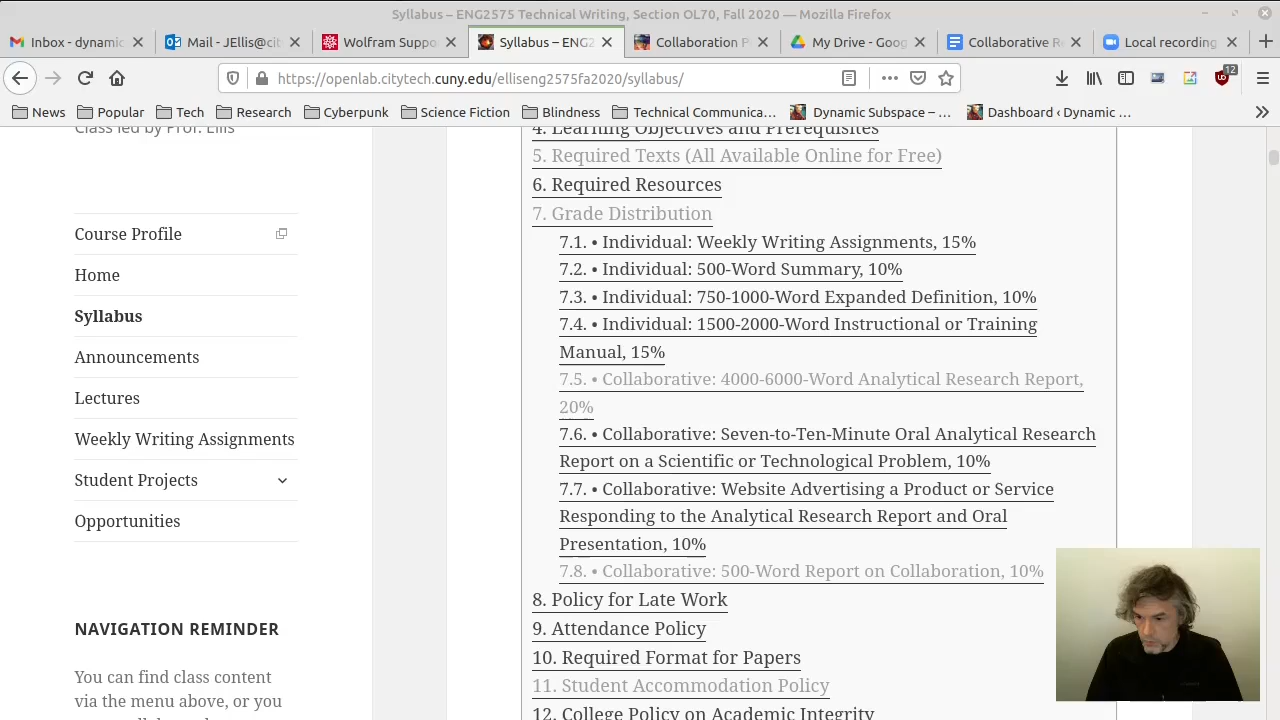 Syllabus – ENG2575 Technical Writing, Section OL70, Fall 2020 — Mozilla Firefox
Inbox - dynamic
Mail - JEllis@cit
Wolfram Suppo
Syllabus – ENG2
Collaboration P
My Drive - Goog
Collaborative Re
Local recording
https://openlab.citytech.cuny.edu/elliseng2575fa2020/syllabus/
12
News
Popular
Tech
Research
Cyberpunk
Science Fiction
Blindness
Technical Communica…
Dynamic Subspace – …
Dashboard ‹ Dynamic …
Class led by Prof. Ellis
Course Profile
Home
Syllabus
Announcements
Lectures
Weekly Writing Assignments
Student Projects
Opportunities
NAVIGATION REMINDER
You can find class content
via the menu above, or you
4. Learning Objectives and Prerequisites
5. Required Texts (All Available Online for Free)
6. Required Resources
7. Grade Distribution
7.1. • Individual: Weekly Writing Assignments, 15%
7.2. • Individual: 500-Word Summary, 10%
7.3. • Individual: 750-1000-Word Expanded Definition, 10%
7.4. • Individual: 1500-2000-Word Instructional or Training
Manual, 15%
7.5. • Collaborative: 4000-6000-Word Analytical Research Report,
20%
7.6. • Collaborative: Seven-to-Ten-Minute Oral Analytical Research
Report on a Scientific or Technological Problem, 10%
7.7. • Collaborative: Website Advertising a Product or Service
Responding to the Analytical Research Report and Oral
Presentation, 10%
7.8. • Collaborative: 500-Word Report on Collaboration, 10%
8. Policy for Late Work
9. Attendance Policy
10. Required Format for Papers
11. Student Accommodation Policy
12. College Policy on Academic Integrity